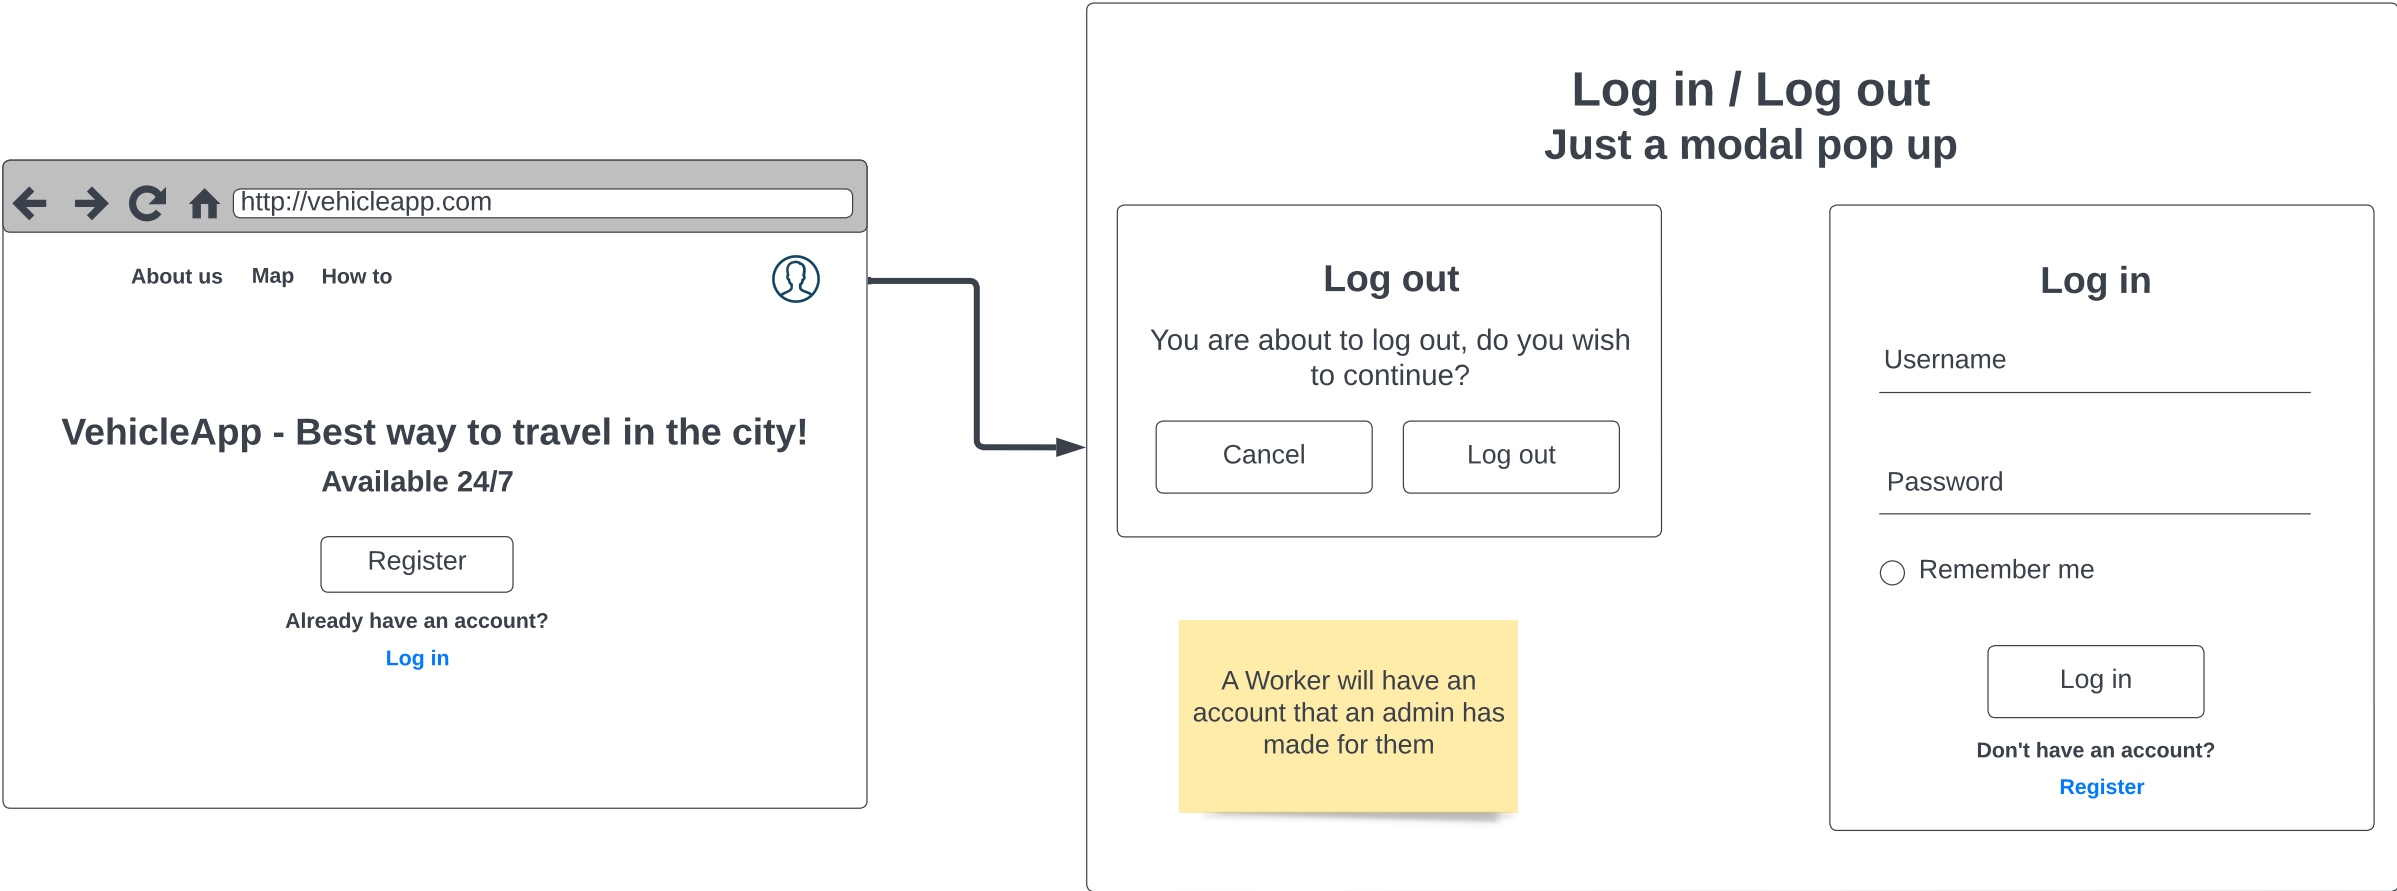 http://vehicleapp.com
About us
Map
How to
VehicleApp - Best way to travel in the city!
Available 24/7
Register
Already have an account?
Log in
Log in / Log out
Just a modal pop up
Log out
You are about to log out, do you wish
to continue?
Cancel
Log out
A Worker will have an
account that an admin has
made for them
Log in
Username
Password
Remember me
Log in
Don't have an account?
Register